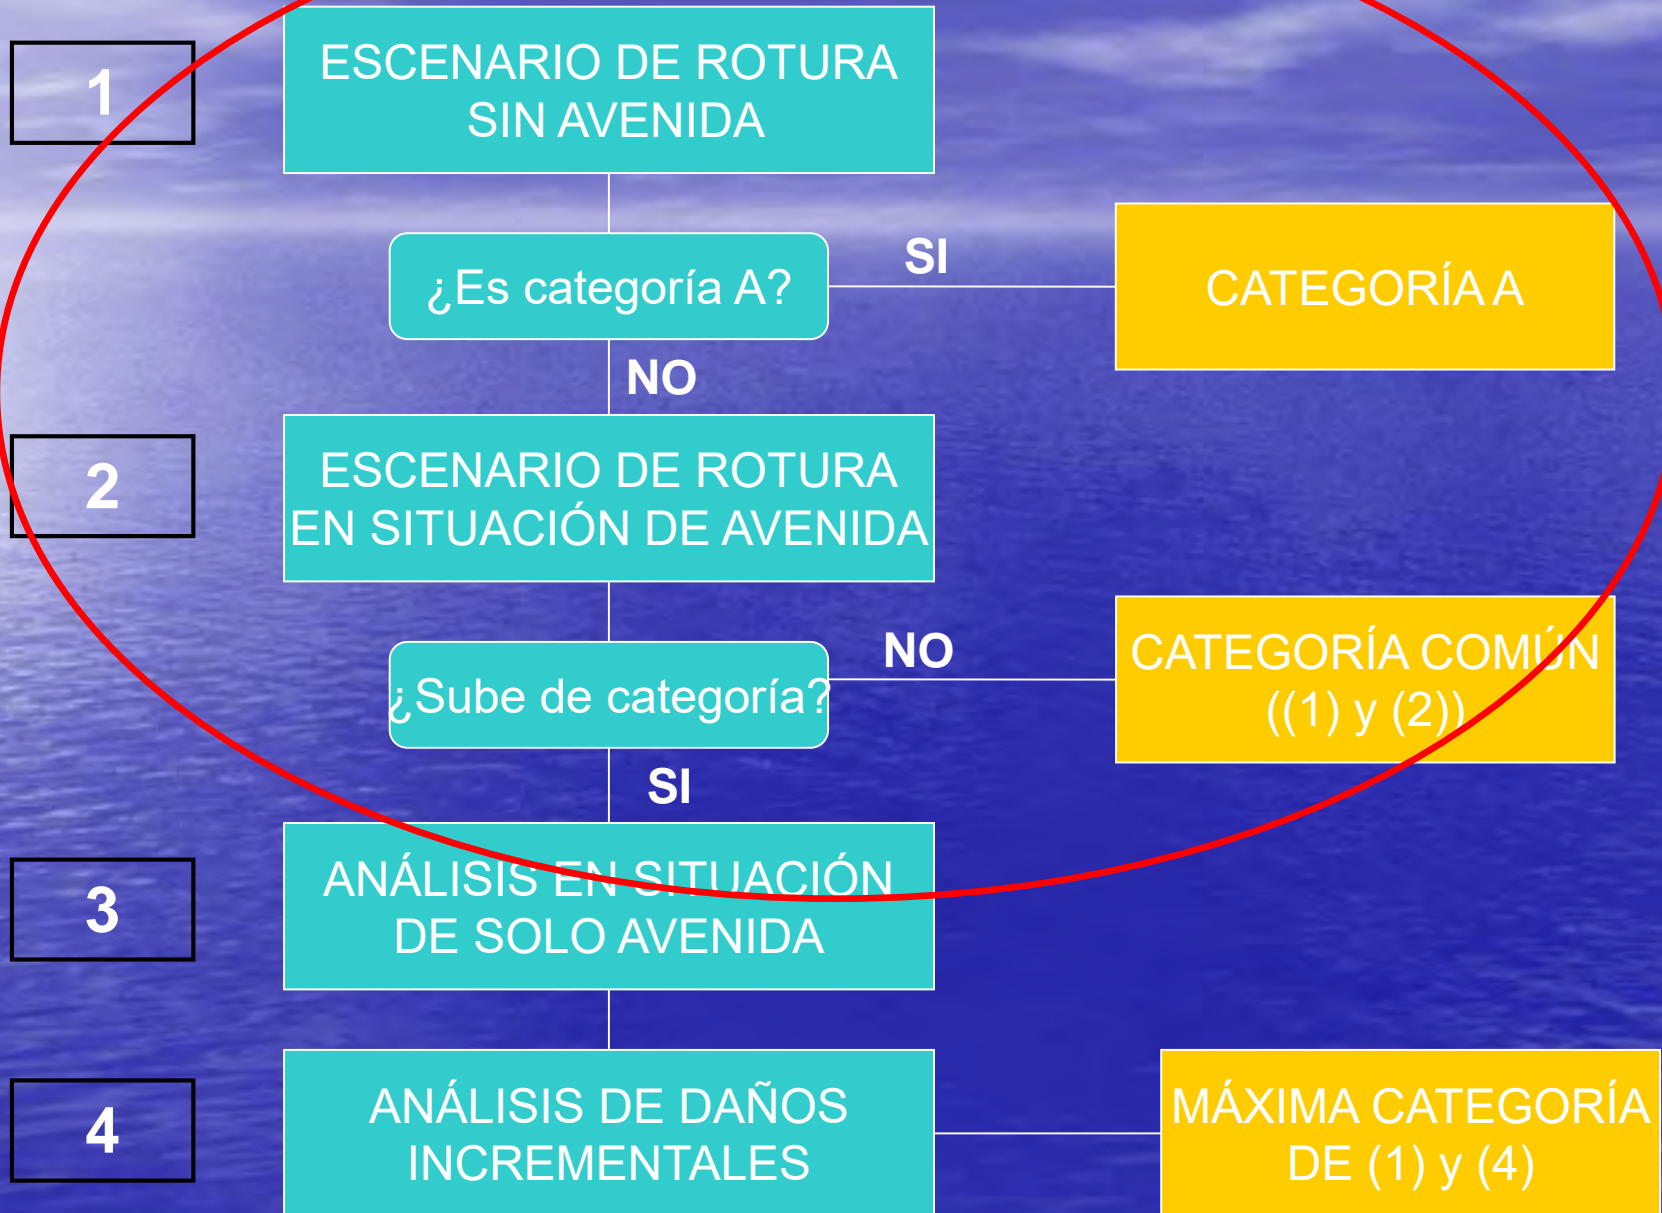 1
ESCENARIO DE ROTURA
SIN AVENIDA
¿Es categoría A?
SI
CATEGORÍA A
NO
2
ESCENARIO DE ROTURA
EN SITUACIÓN DE AVENIDA
¿Sube de categoría?
NO
CATEGORÍA COMÚN
((1) y (2))
SI
3
ANÁLISIS EN SITUACIÓN
DE SOLO AVENIDA
4
ANÁLISIS DE DAÑOS
INCREMENTALES
MÁXIMA CATEGORÍA
DE (1) y (4)